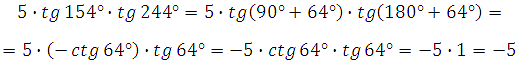 5 · tg 154° · tg 244° = 5 · tg(90° + 64°) · tg(180° + 64°) =
= 5 · (−ctg 64°) · tg 64° = −5 · ctg 64° · tg 64° = −5 · 1 = −5